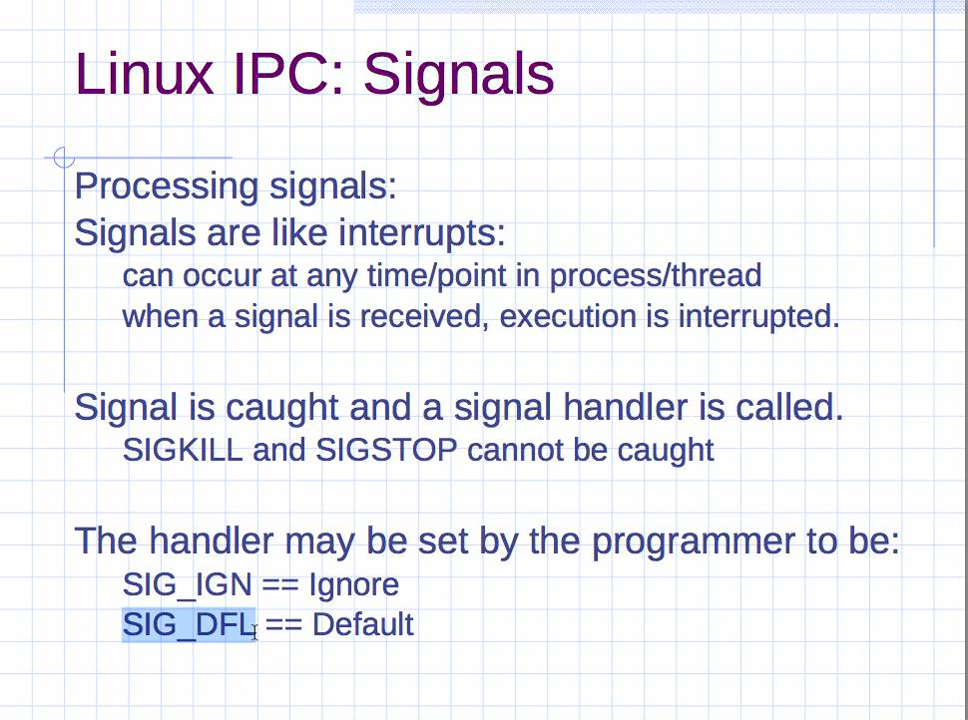 Linux IPC: Signals
Processing signals:
Signals are like interrupts:
can occur at any time/point in process/thread
when a signal is received, execution is interrupted.
Signal is caught and a signal handler is called.
SIGKILL and SIGSTOP cannot be caught
The handler may be set by the programmer to be:
SIG_IGN == Ignore
SIG_DFL == Default